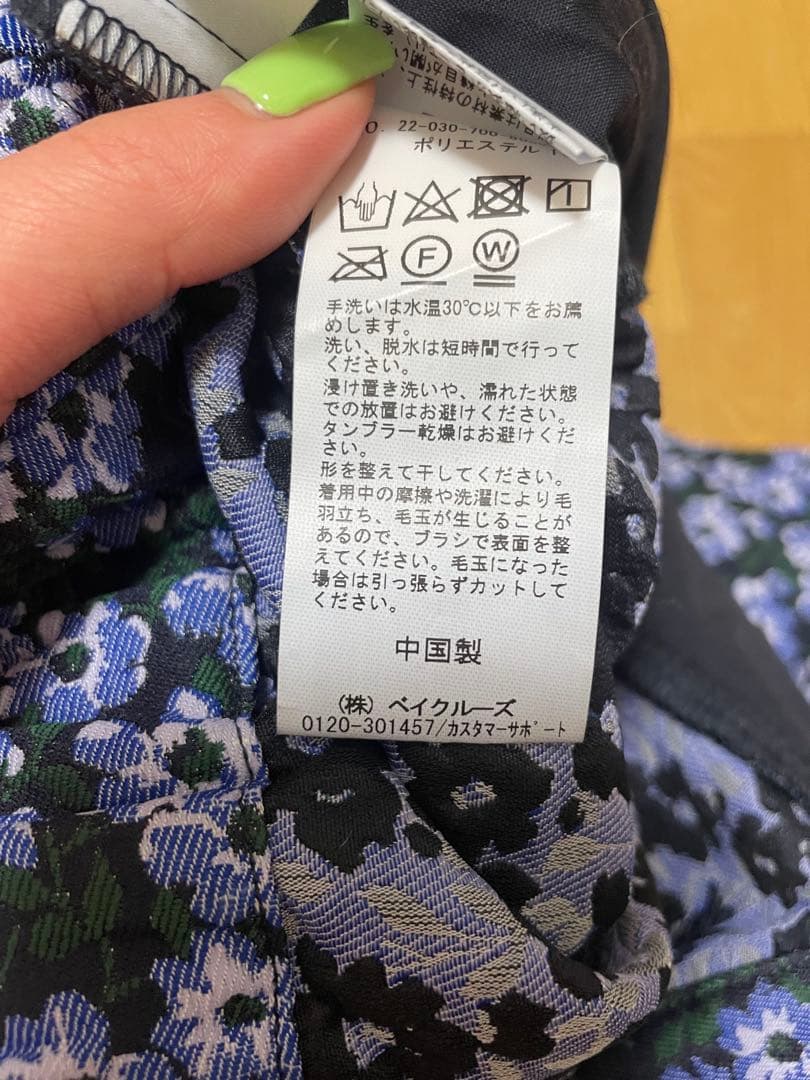 O. 22-030-700-
ポリエステル
F
W
手洗いは水温30℃以下をお薦
めします。
洗い、脱水は短時間で行って
ください。
浸け置き洗いや、濡れた状態
での放置はお避けください。
タンブラー乾燥はお避けくだ
さい。
形を整えて干してください。
着用中の摩擦や洗濯により毛
羽立ち、毛玉が生じることが
あるので、ブラシで表面を整
えてください。毛玉になった
場合は引っ張らずカットして
ください。
中国製
(株) ベイクルーズ
0120-301457/カスタマーサポート